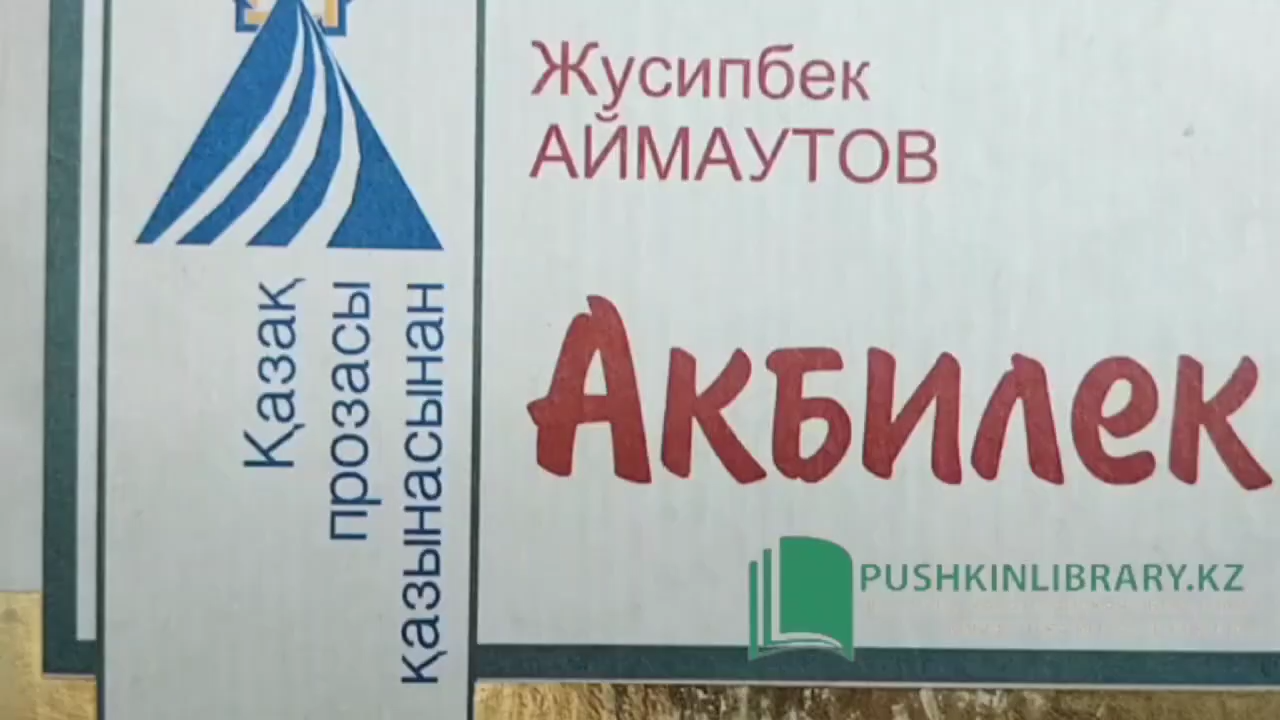 Жусипбек
АЙМАУТОВ
Акбилек
Қазақ
прозасы
қазынасынан
PUSHKINLIBRARY.KZ